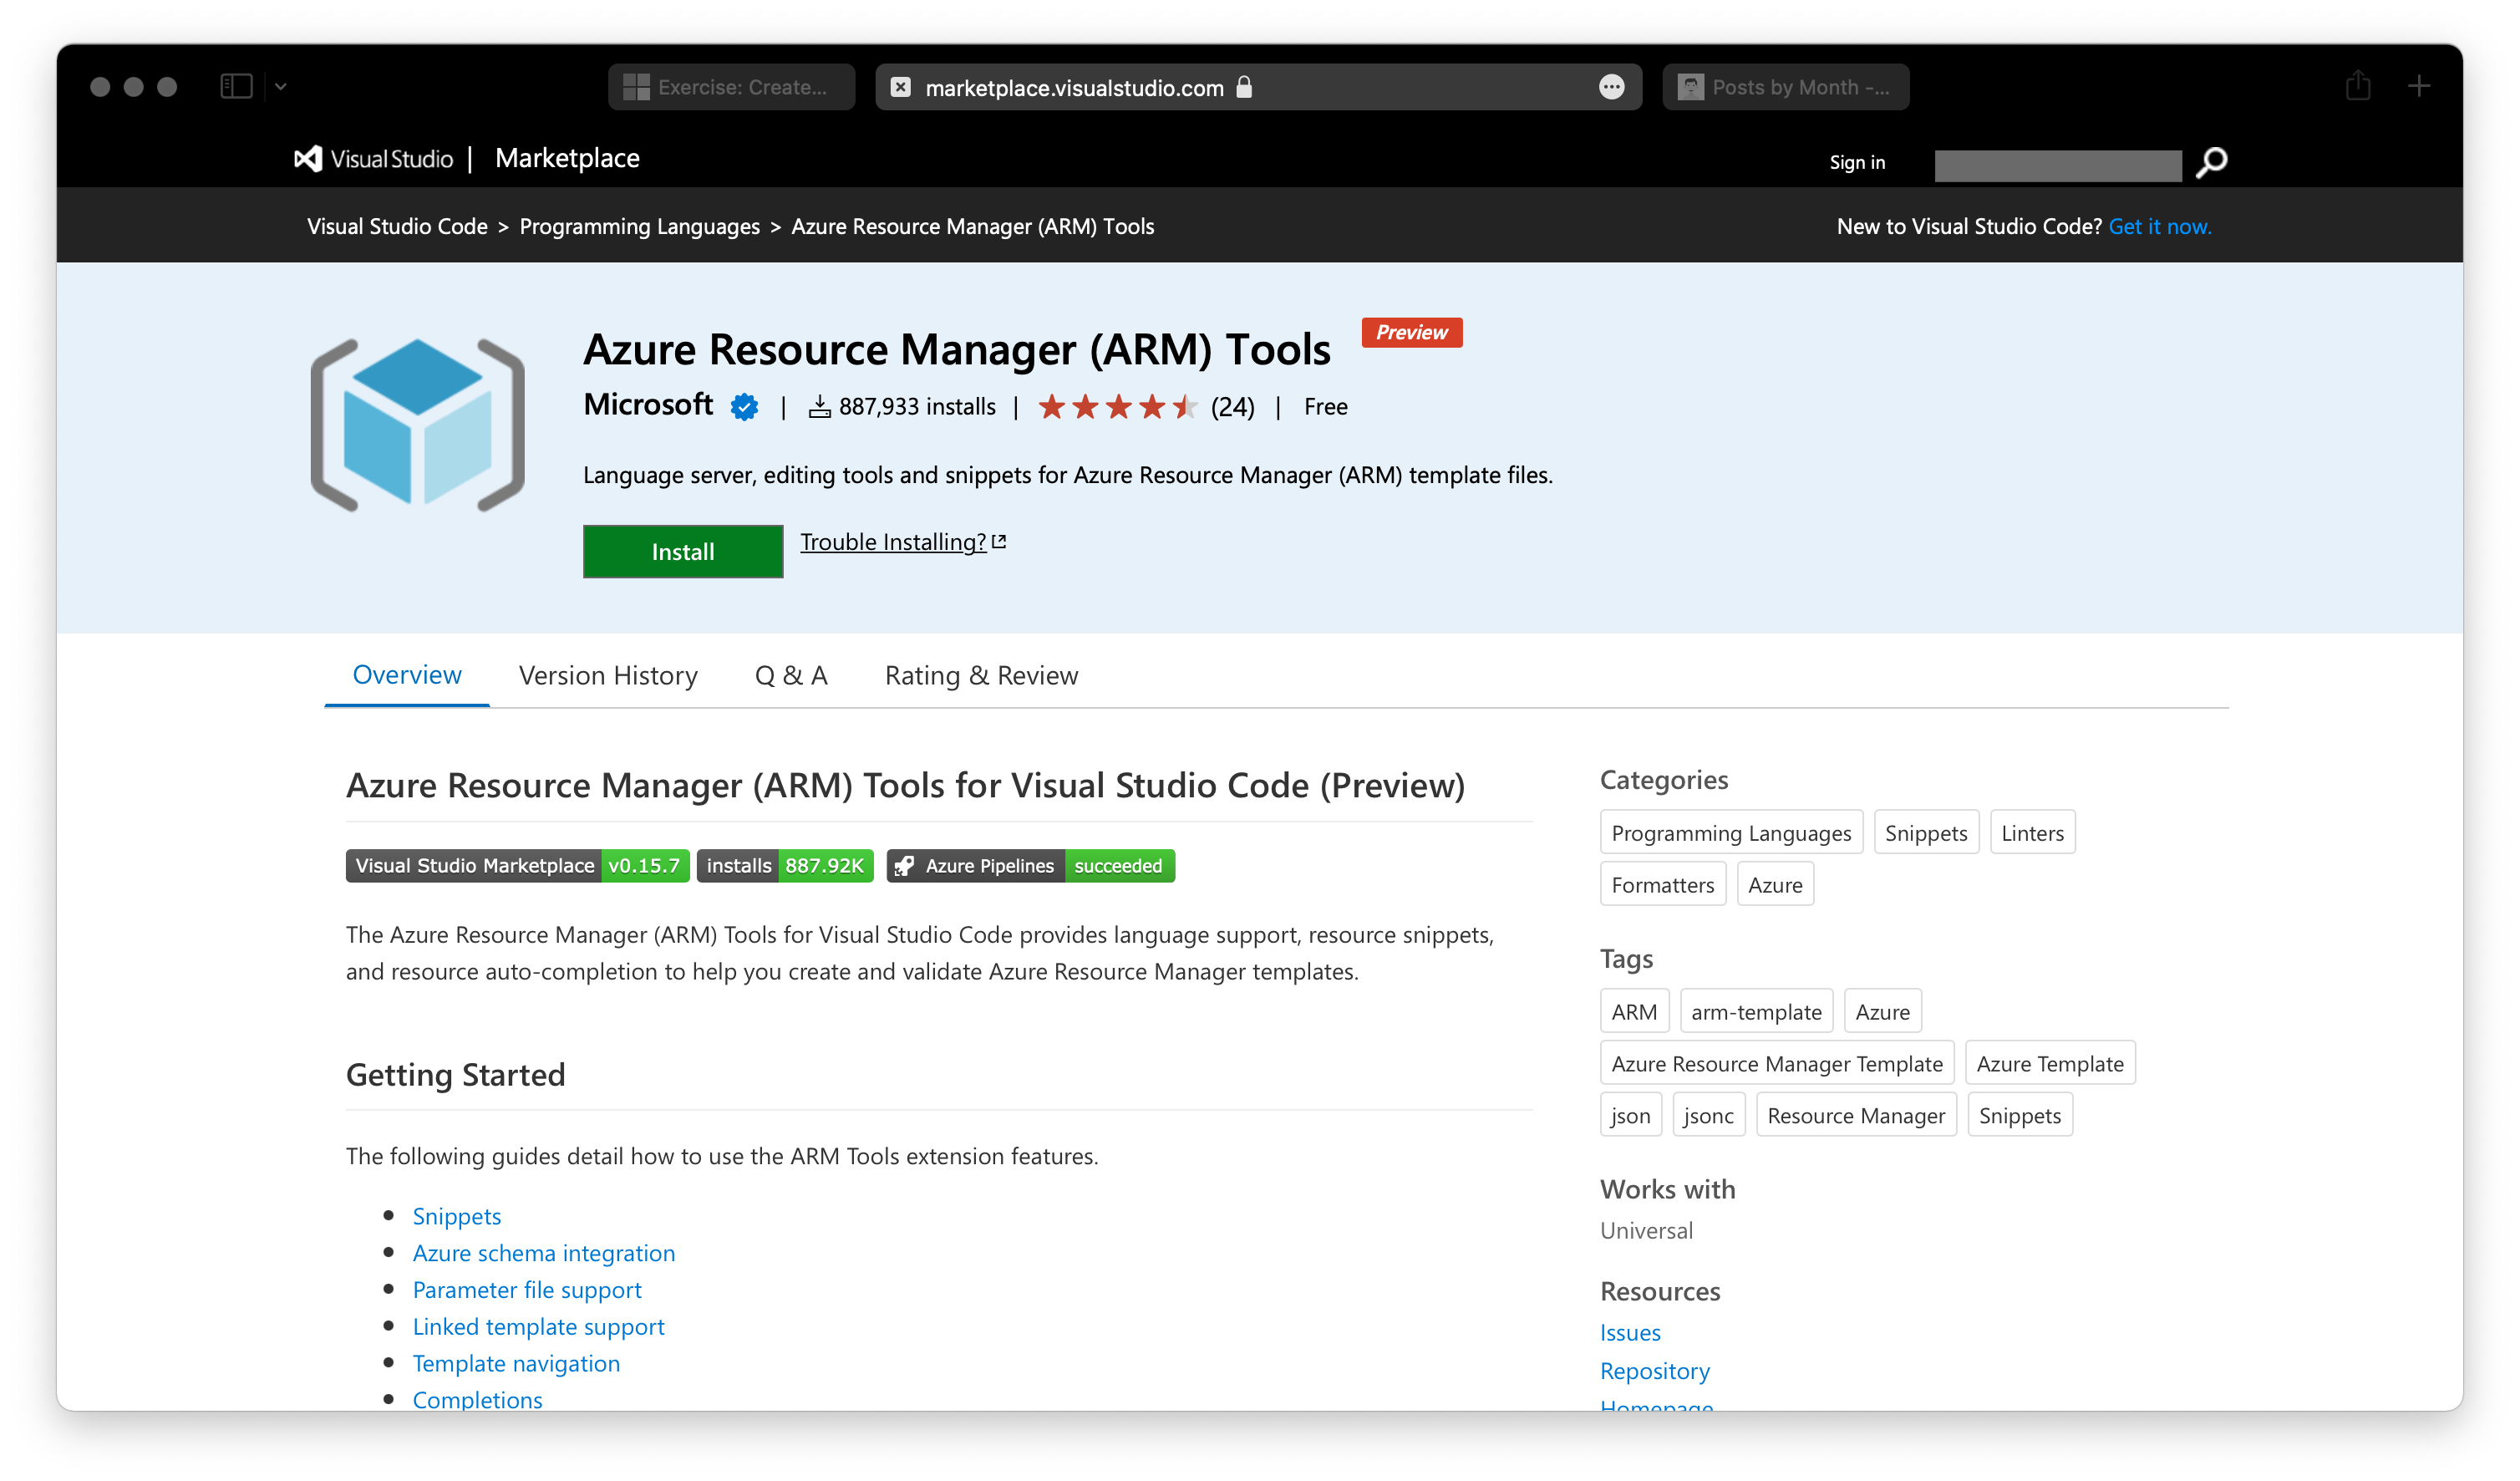 Exercise: Create...
marketplace.visualstudio.com
Posts by Month -...
Visual Studio | Marketplace
Sign in
Visual Studio Code > Programming Languages > Azure Resource Manager (ARM) Tools
New to Visual Studio Code? Get it now.
Azure Resource Manager (ARM) Tools
Preview
Microsoft | 887,933 installs | (24) | Free
Language server, editing tools and snippets for Azure Resource Manager (ARM) template files.
Install
Trouble Installing?
Overview Version History Q & A Rating & Review
Azure Resource Manager (ARM) Tools for Visual Studio Code (Preview)
Visual Studio Marketplace v0.15.7 installs 887.92K Azure Pipelines succeeded
The Azure Resource Manager (ARM) Tools for Visual Studio Code provides language support, resource snippets,
and resource auto-completion to help you create and validate Azure Resource Manager templates.
Getting Started
The following guides detail how to use the ARM Tools extension features.
Snippets
Azure schema integration
Parameter file support
Linked template support
Template navigation
Completions
Categories
Programming Languages Snippets Linters
Formatters Azure
Tags
ARM arm-template Azure
Azure Resource Manager Template Azure Template
json jsonc Resource Manager Snippets
Works with
Universal
Resources
Issues
Repository
Homepage